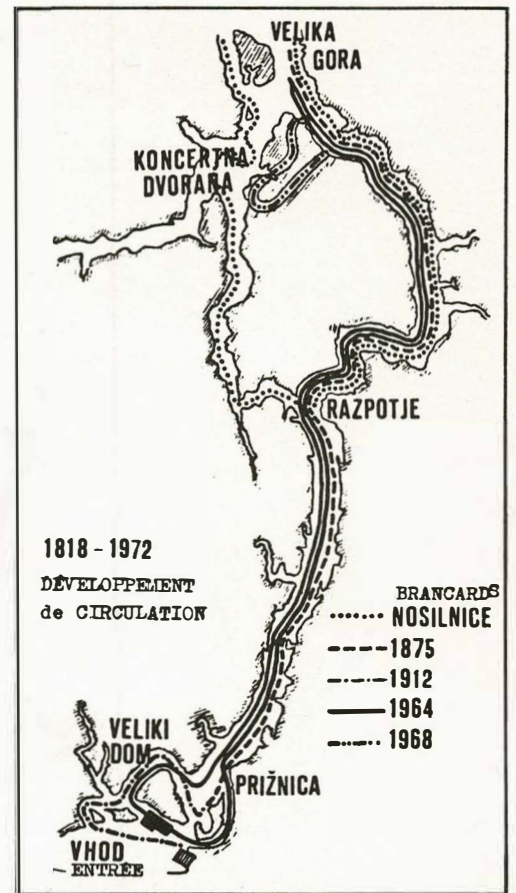 VELIKA
GORA
KONCERTNA
DVORANA
RAZPOTJE
1818 - 1972
DÉVELOPPEMENT
de CIRCULATION
BRANCARDS
NOSILNICE
1875
1912
1964
1968
VELIKI
DOM
PRIŽNICA
VHOD
- ENTRÉE